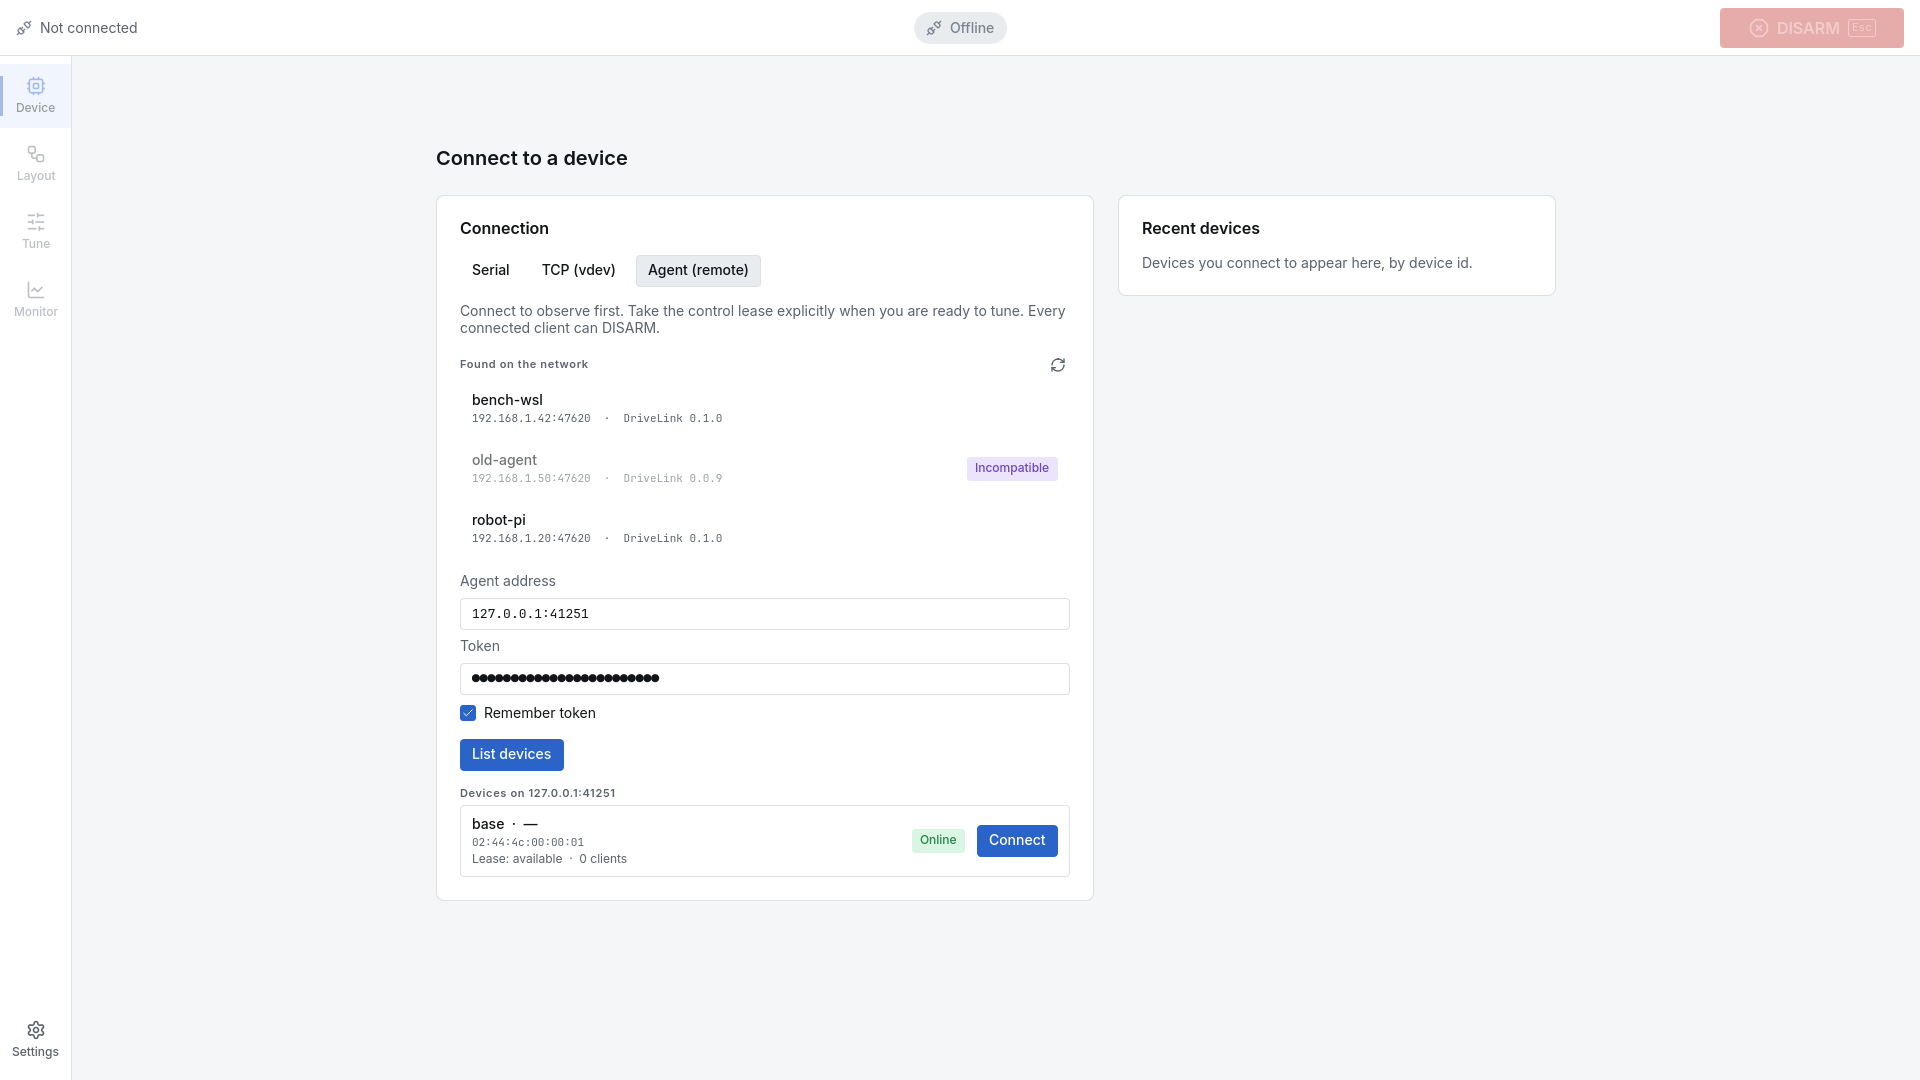 Not connected
Offline
DISARM Esc
Device
Layout
Tune
Monitor
Settings
Connect to a device
Connection
Serial TCP (vdev) Agent (remote)
Connect to observe first. Take the control lease explicitly when you are ready to tune. Every
connected client can DISARM.
Found on the network
bench-wsl
192.168.1.42:47620 · DriveLink 0.1.0
old-agent
192.168.1.50:47620 · DriveLink 0.0.9
Incompatible
robot-pi
192.168.1.20:47620 · DriveLink 0.1.0
Agent address
127.0.0.1:41251
Token
●●●●●●●●●●●●●●●●●●●●●●●●
Remember token
List devices
Devices on 127.0.0.1:41251
base · —
02:44:4c:00:00:01
Lease: available · 0 clients
Online
Connect
Recent devices
Devices you connect to appear here, by device id.